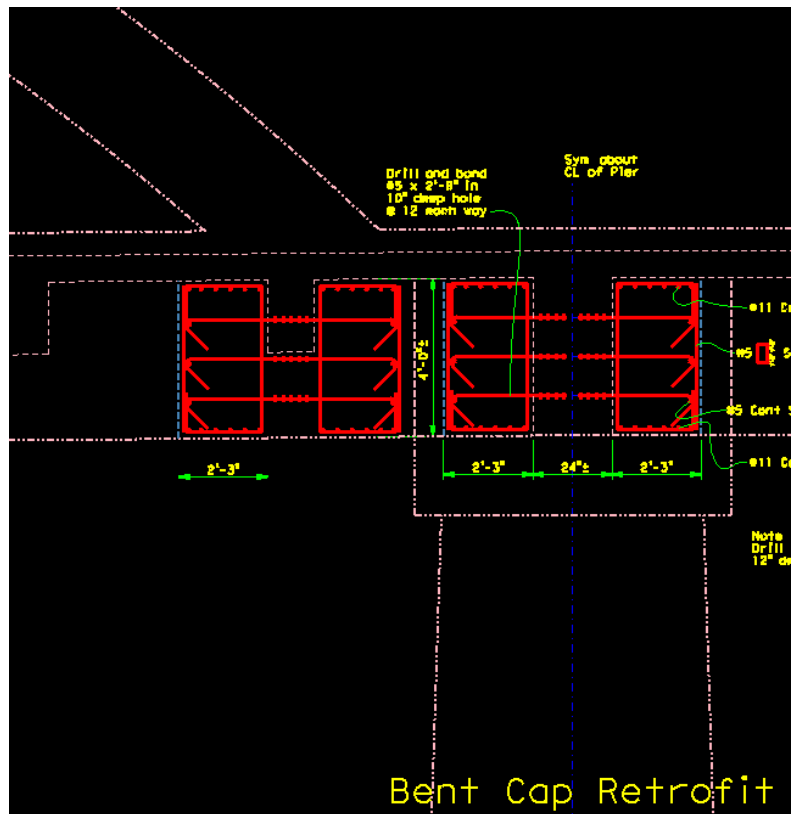 Drill and bond
#5 x 2'-8" in
10" deep hole
@ 12 each way
Sym about
CL of Pier
#11 Co
#5 S
4'-0"±
#5 Cont S
#11 Co
2'-3"
2'-3"
24"±
2'-3"
Note
Drill
12" de
Bent Cap Retrofit